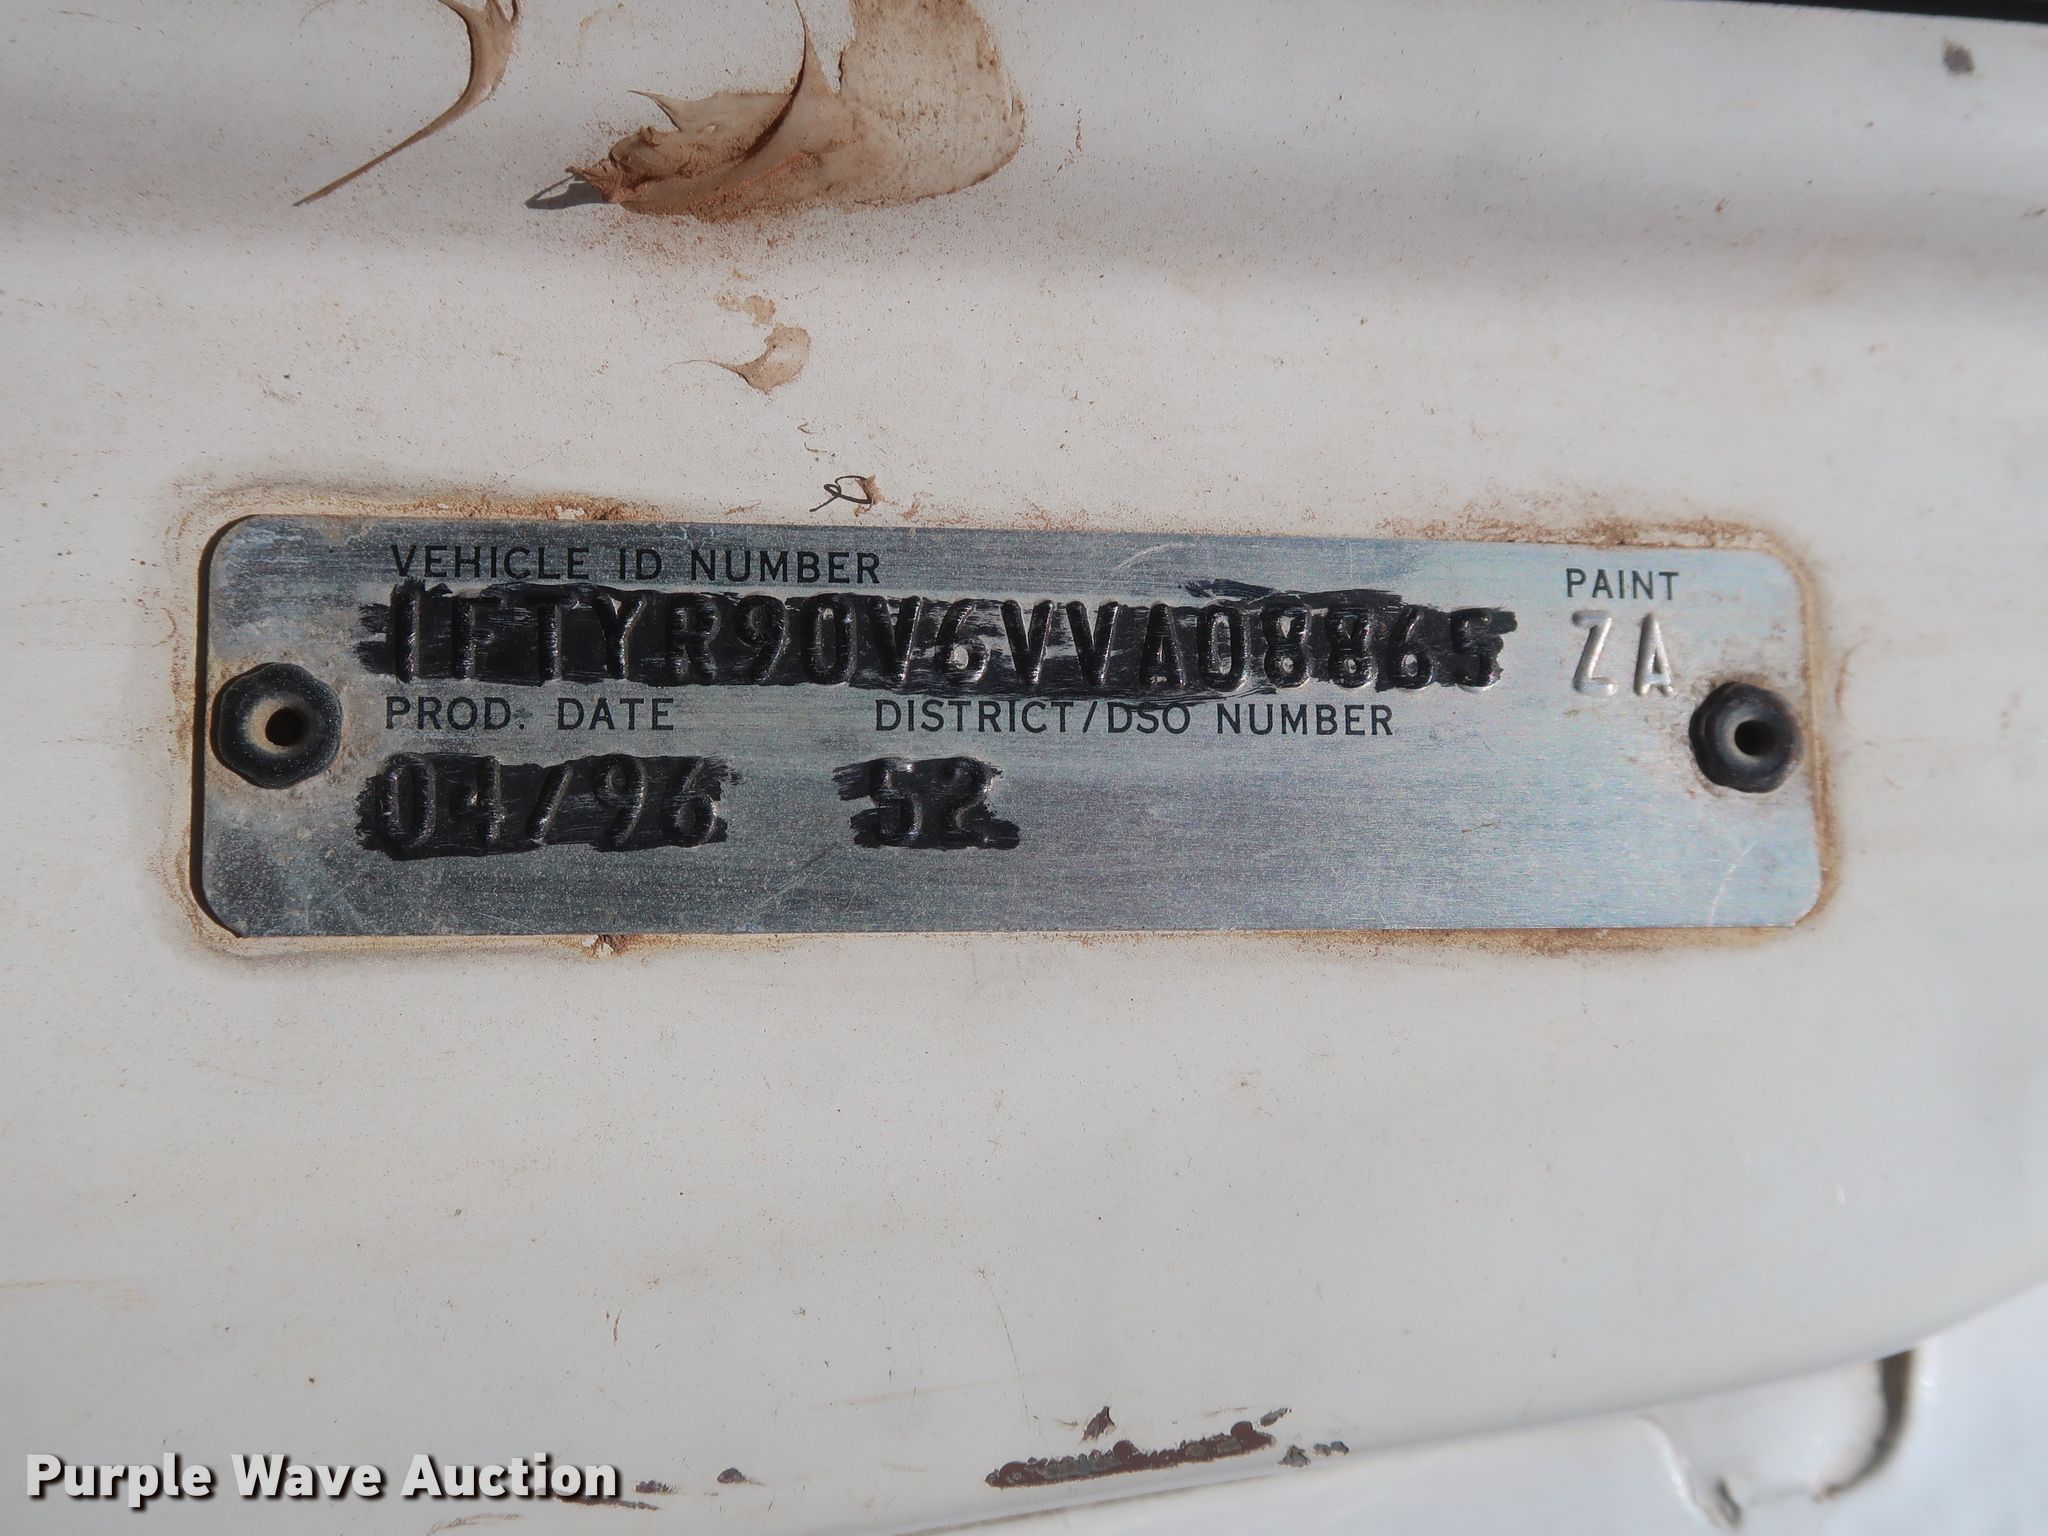 VEHICLE ID NUMBER
1FTYR90V6VVA08865
PAINT
ZA
PROD. DATE
DISTRICT/DSO NUMBER
04/96
52
Purple Wave Auction